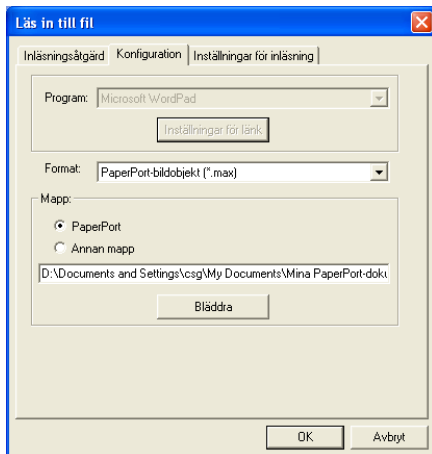 Läs in till fil
Inläsningsåtgärd Konfiguration Inställningar för inläsning
Program: Microsoft WordPad
Inställningar för länk
Format: PaperPort-bildobjekt (*.max)
Mapp:
PaperPort
Annan mapp
D:\Documents and Settings\csg\My Documents\Mina PaperPort-doku
Bläddra
OK Avbryt